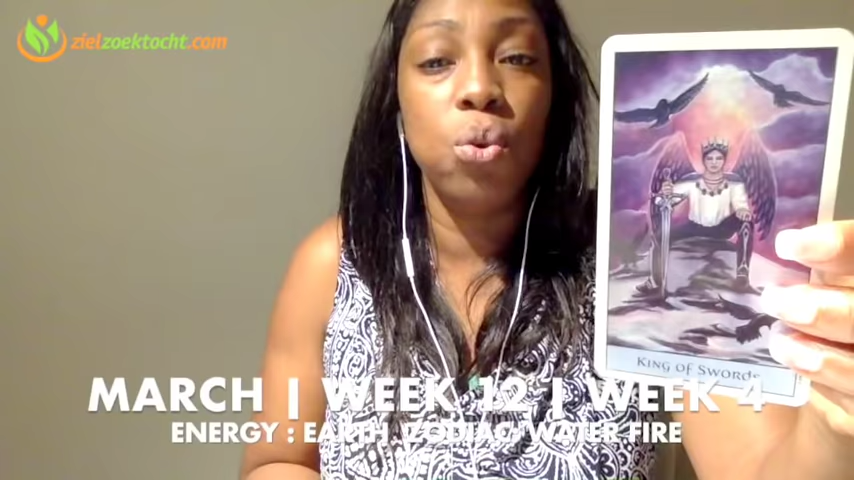 zielzoektocht.com
KING OF SWORDS
MARCH | WEEK 12 | WEEK 4
ENERGY : EARTH ZODIAC WATER FIRE